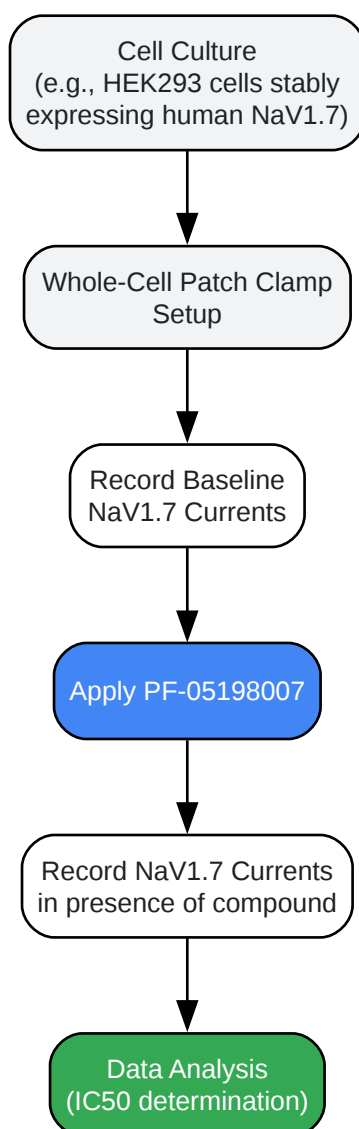 Cell Culture
(e.g., HEK293 cells stably
expressing human NaV1.7)
Whole-Cell Patch Clamp
Setup
Record Baseline
NaV1.7 Currents
Apply PF-05198007
Record NaV1.7 Currents
in presence of compound
Data Analysis
(IC50 determination)